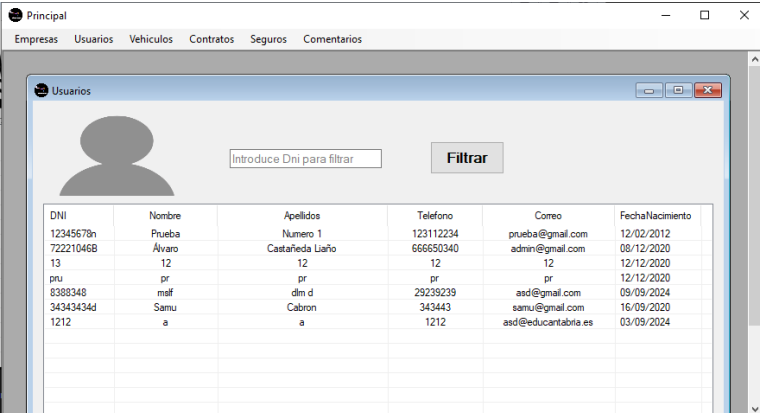 Principal
Empresas Usuarios Vehiculos Contratos Seguros Comentarios
Usuarios
Introduce Dni para filtrar Filtrar
DNI Nombre Apellidos Telefono Correo FechaNacimiento
12345678n Prueba Numero 1 123112234 prueba@gmail.com 12/02/2012
72221046B Álvaro Castañeda Liaño 666650340 admin@gmail.com 08/12/2020
13 12 12 12 12 12/12/2020
pru pr pr pr pr 12/12/2020
8388348 mslf dlm d 29239239 asd@gmail.com 09/09/2024
34343434d Samu Cabron 343443 samu@gmail.com 16/09/2020
1212 a a 1212 asd@educantabria.es 03/09/2024